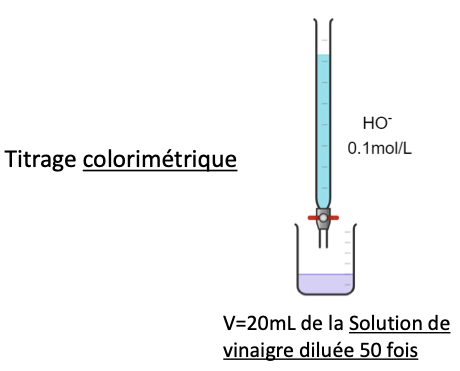 Titrage colorimétrique
HO⁻
0.1mol/L
V=20mL de la Solution de
vinaigre diluée 50 fois